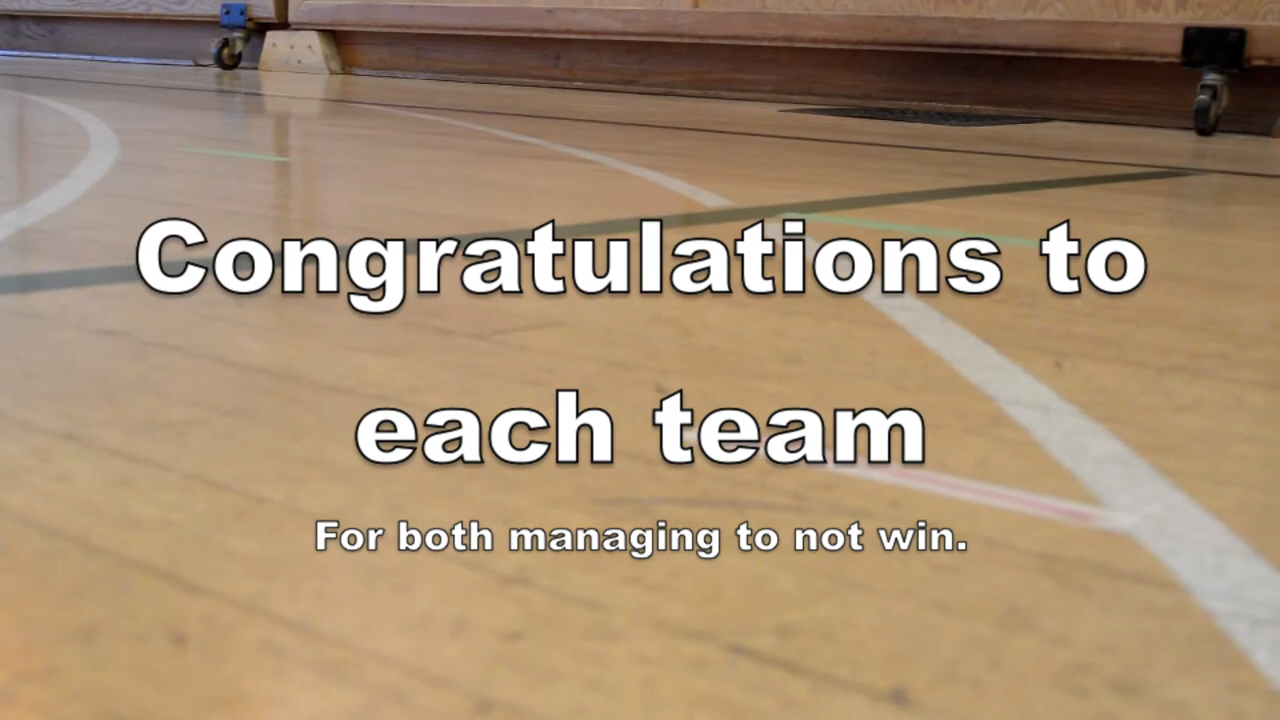 Congratulations to
each team
For both managing to not win.